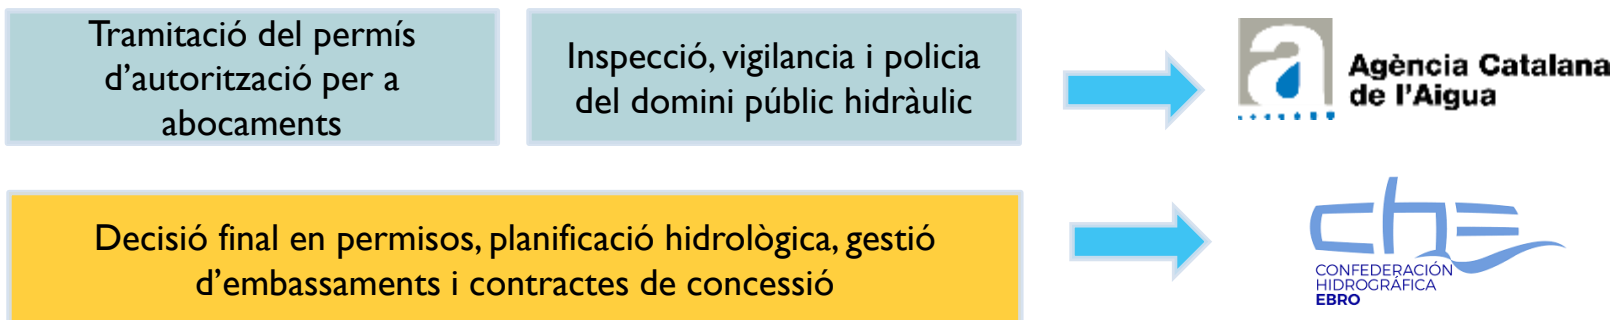 Tramitació del permís
d’autorització per a
abocaments
Inspecció, vigilancia i policia
del domini públic hidràulic
Agència Catalana
de l'Aigua
Decisió final en permisos, planificació hidrològica, gestió
d’embassaments i contractes de concessió
che
CONFEDERACIÓN
HIDROGRÁFICA
EBRO